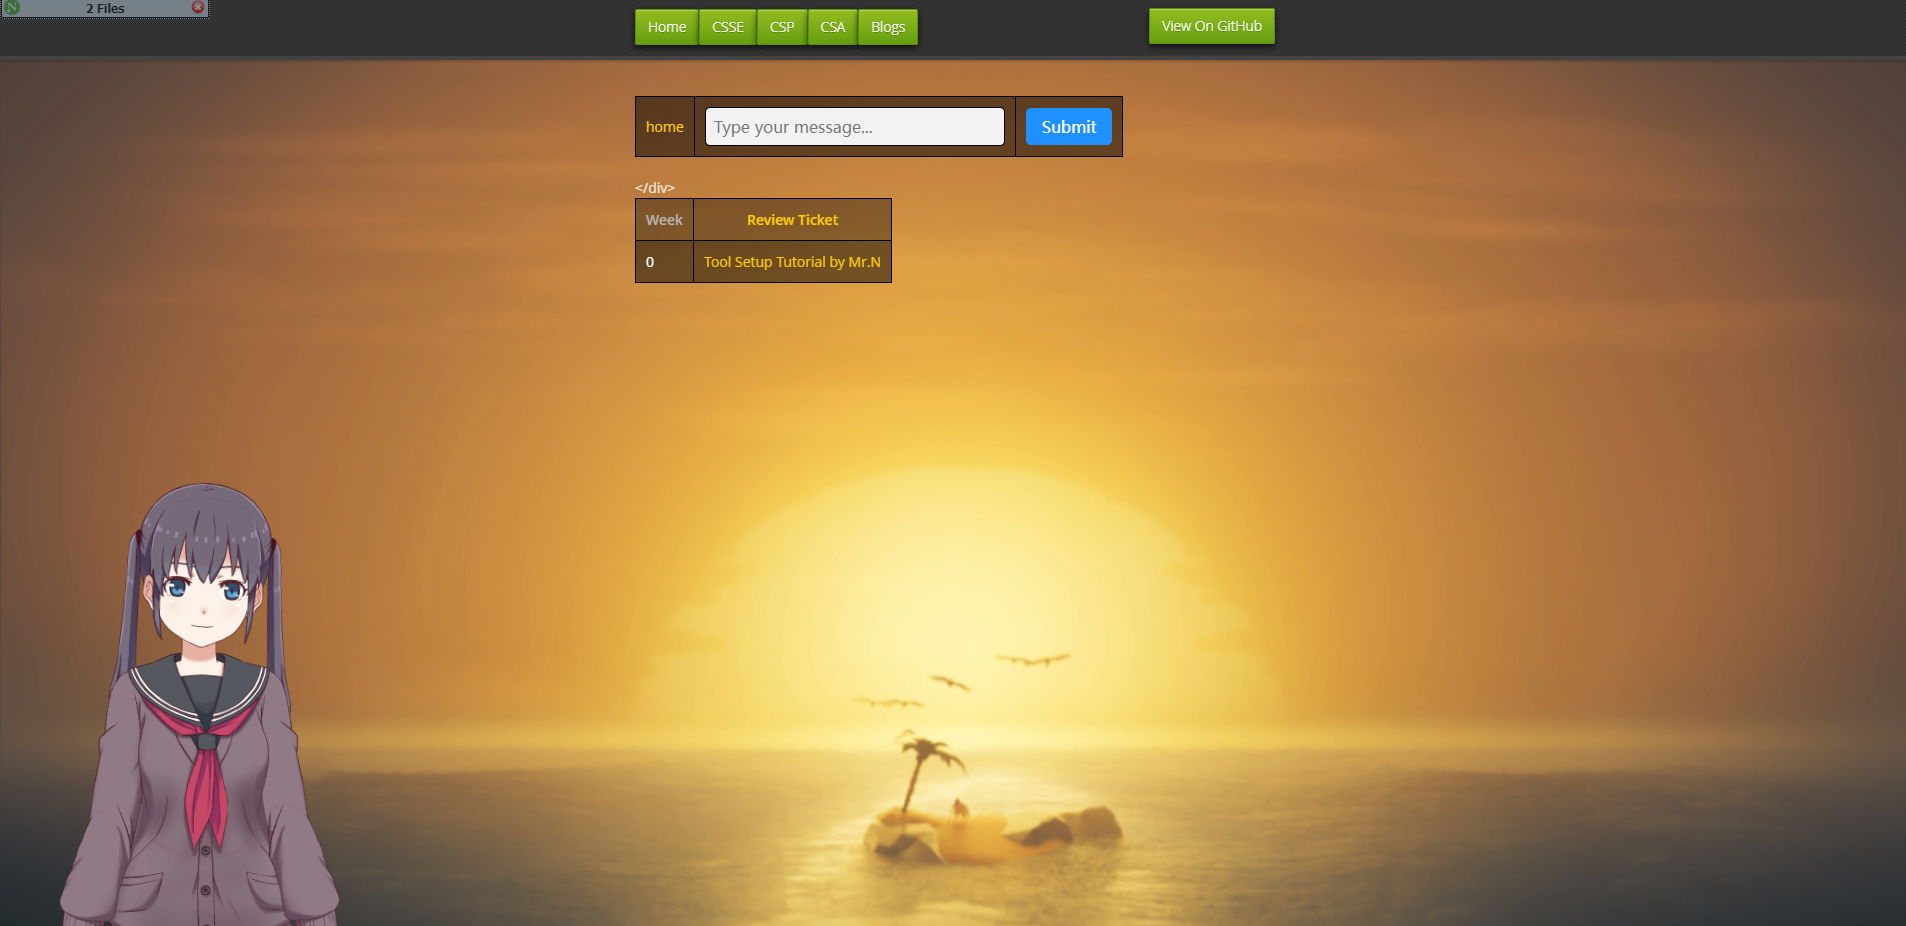 2 Files
Home CSSE CSP CSA Blogs View On GitHub
home Type your message... Submit
</div>
Week Review Ticket
0 Tool Setup Tutorial by Mr.N